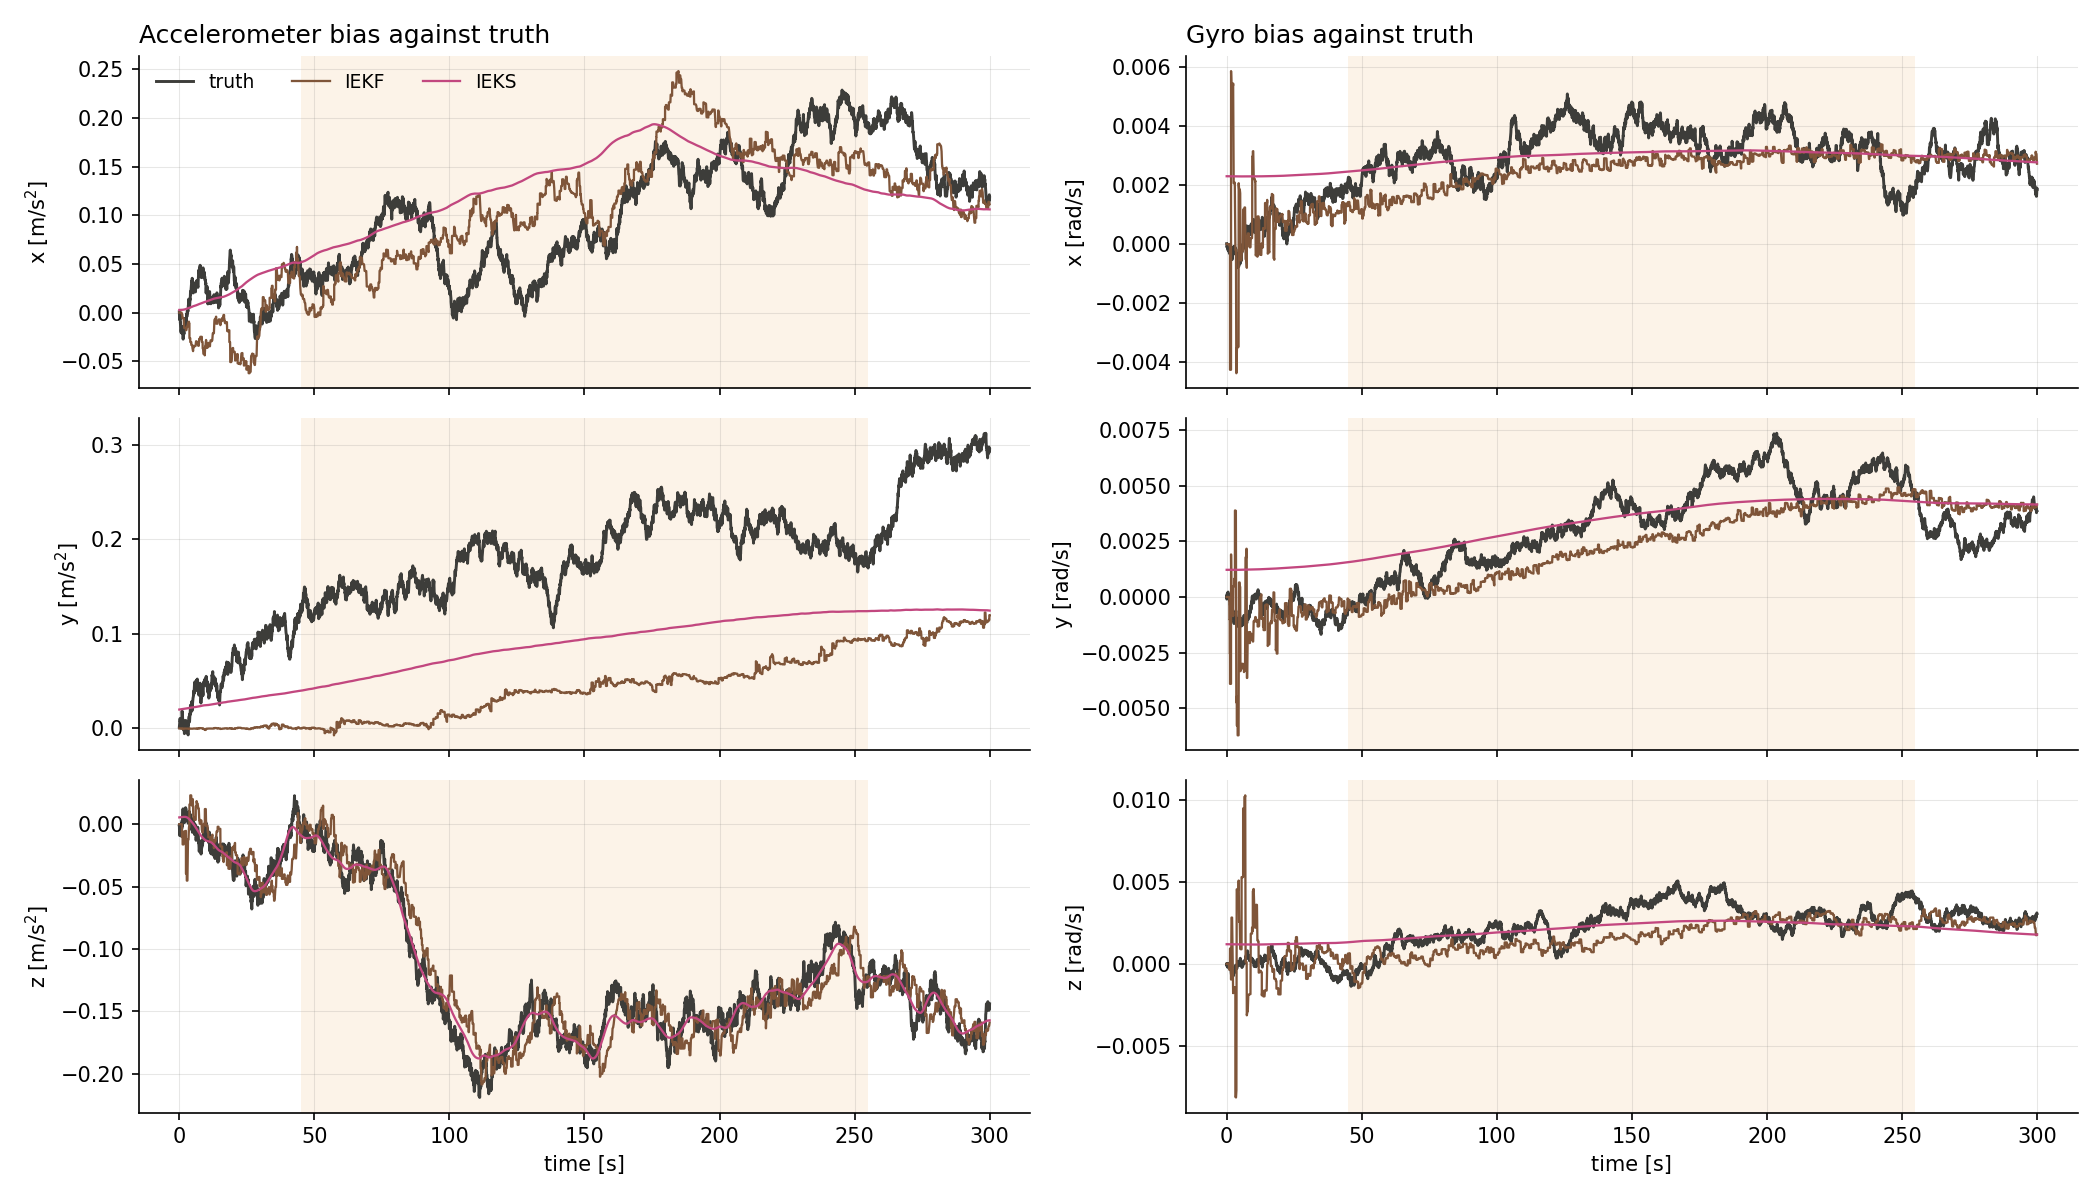 Accelerometer bias against truth
Gyro bias against truth
truth IEKF IEKS
x [m/s²]
0.25
0.20
0.15
0.10
0.05
0.00
−0.05
x [rad/s]
0.006
0.004
0.002
0.000
−0.002
−0.004
y [m/s²]
0.3
0.2
0.1
0.0
y [rad/s]
0.0075
0.0050
0.0025
0.0000
−0.0025
−0.0050
z [m/s²]
0.00
−0.05
−0.10
−0.15
−0.20
z [rad/s]
0.010
0.005
0.000
−0.005
0 50 100 150 200 250 300
time [s]
0 50 100 150 200 250 300
time [s]